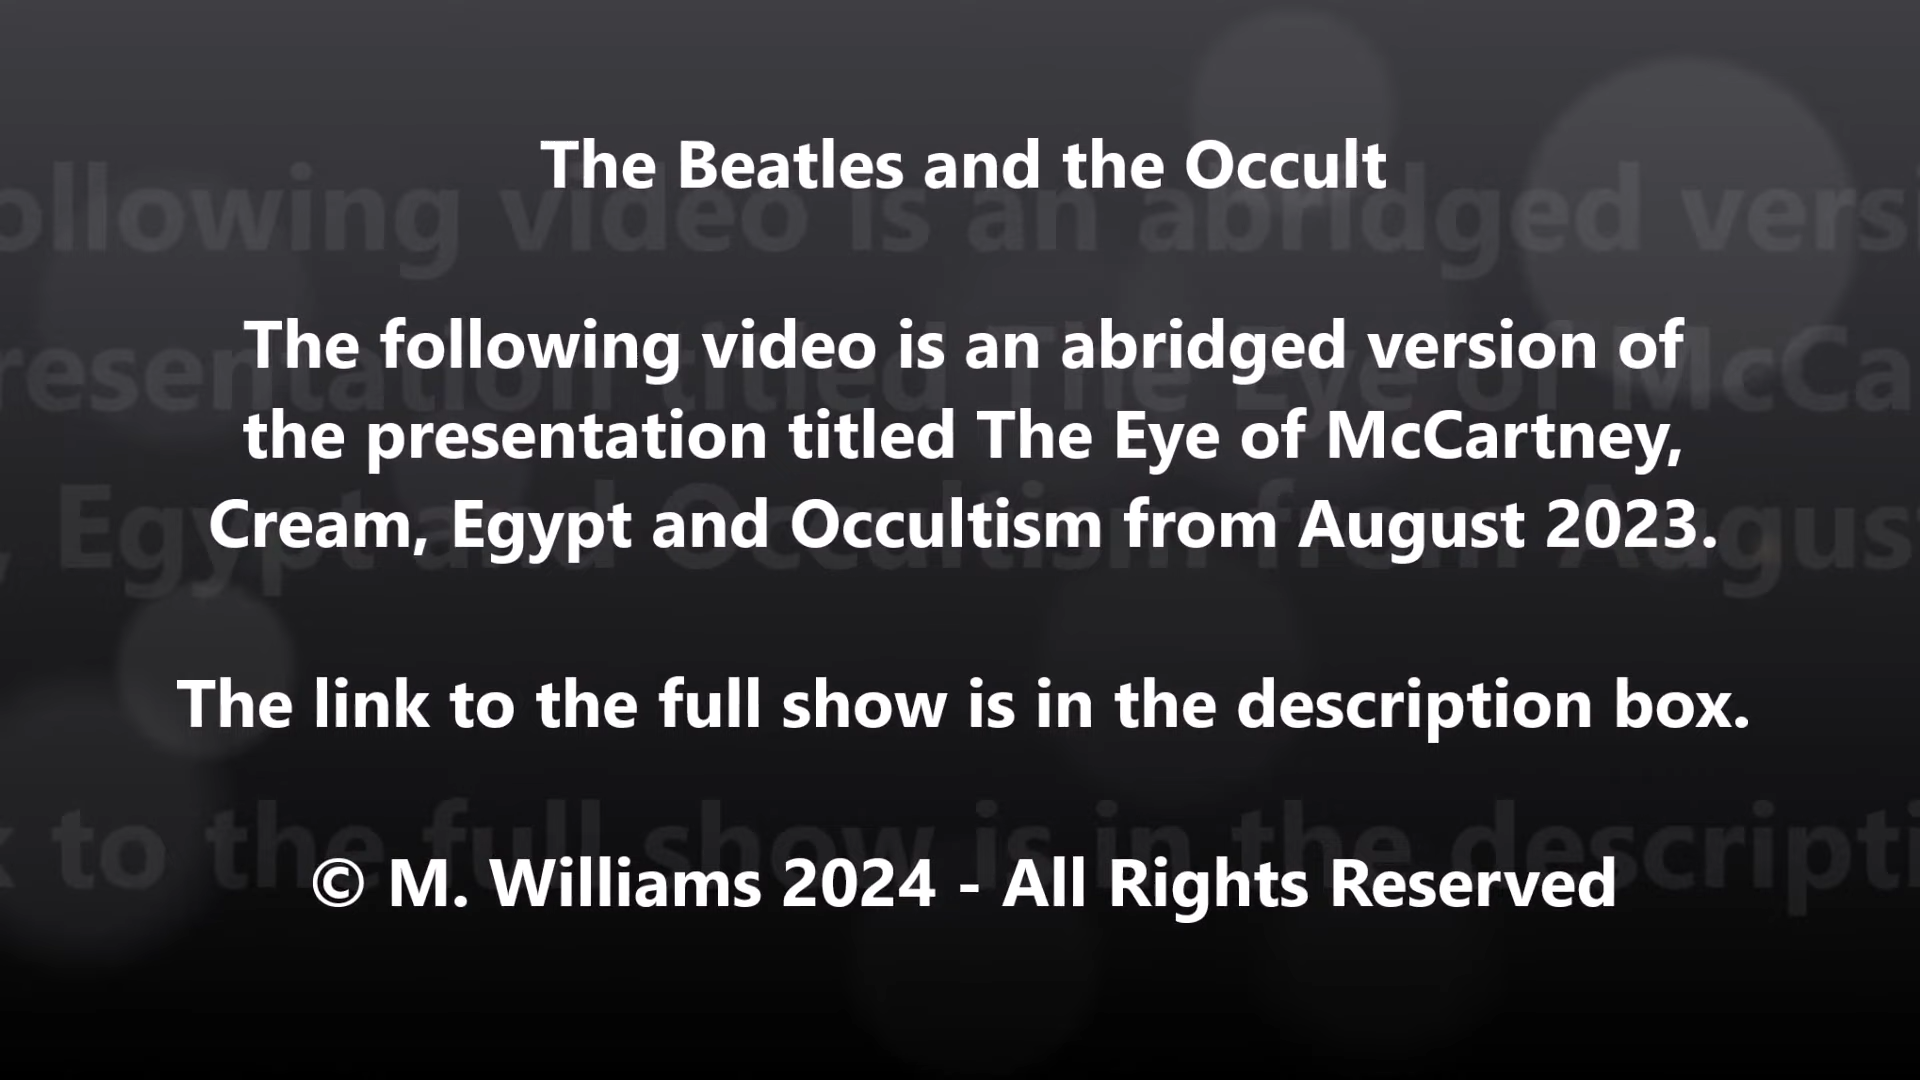 The Beatles and the Occult
The following video is an abridged version of
the presentation titled The Eye of McCartney,
Cream, Egypt and Occultism from August 2023.
The link to the full show is in the description box.
© M. Williams 2024 - All Rights Reserved